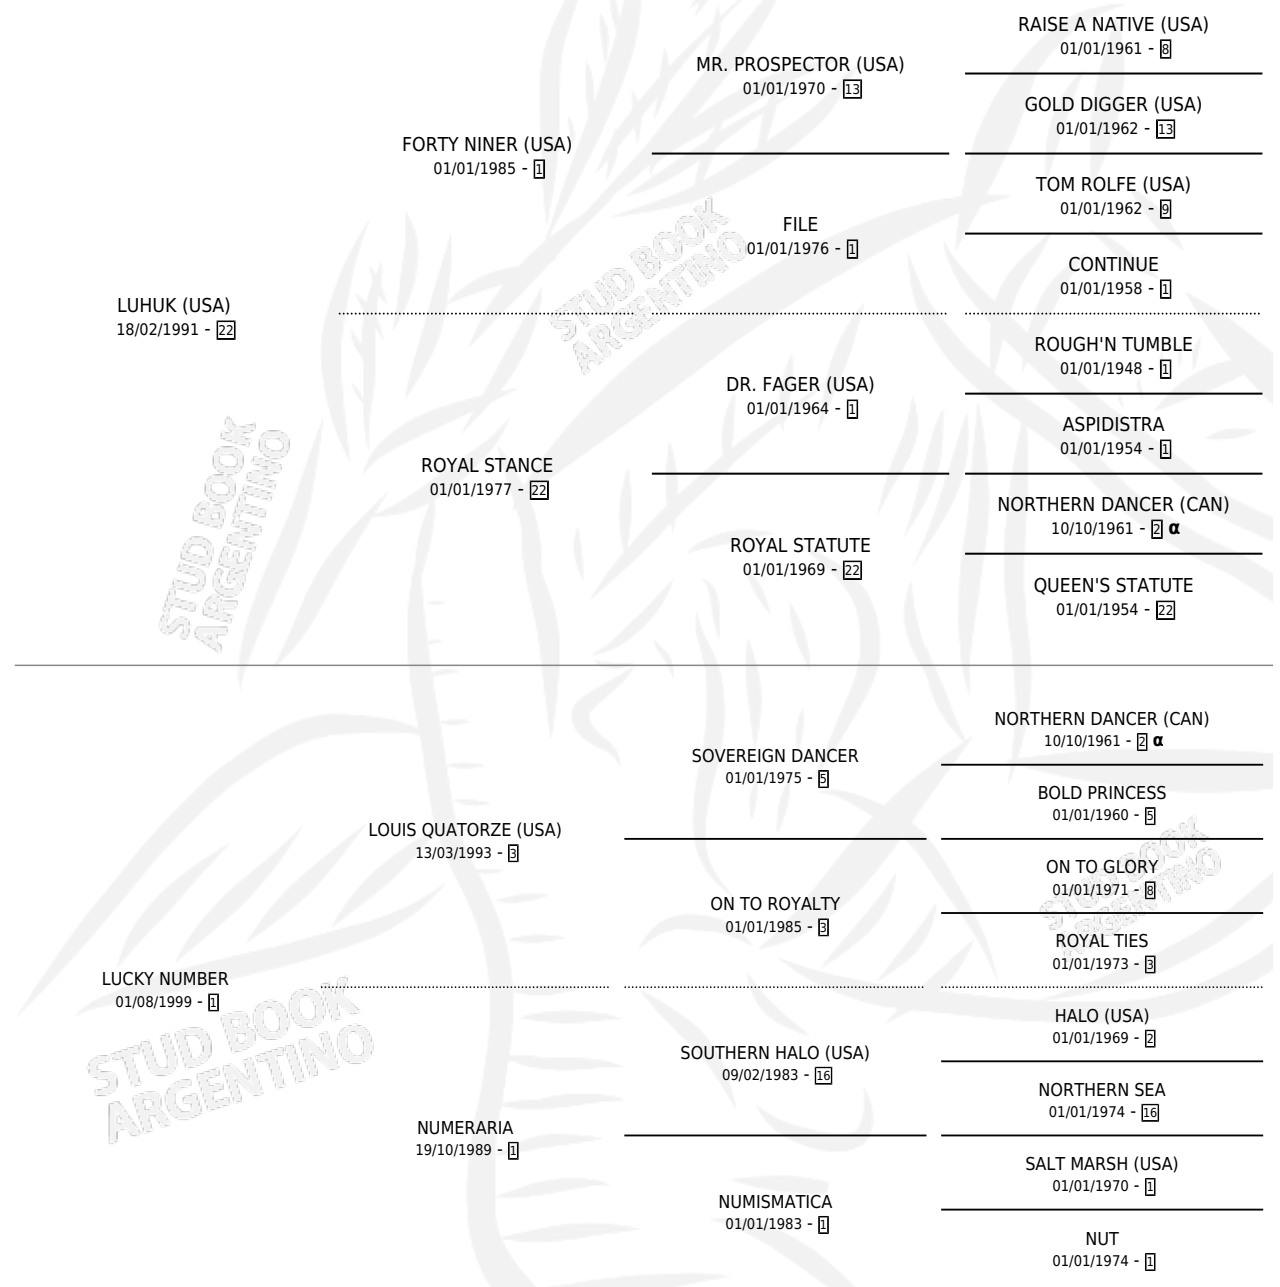 RAISE A NATIVE (USA)
01/01/1961 - 8
MR. PROSPECTOR (USA)
01/01/1970 - 13
GOLD DIGGER (USA)
01/01/1962 - 13
FORTY NINER (USA)
01/01/1985 - 1
TOM ROLFE (USA)
01/01/1962 - 9
FILE
01/01/1976 - 1
CONTINUE
01/01/1958 - 1
LUHUK (USA)
18/02/1991 - 22
ROUGH'N TUMBLE
01/01/1948 - 1
DR. FAGER (USA)
01/01/1964 - 1
ASPIDISTRA
01/01/1954 - 1
ROYAL STANCE
01/01/1977 - 22
NORTHERN DANCER (CAN)
10/10/1961 - 2 α
ROYAL STATUTE
01/01/1969 - 22
QUEEN'S STATUTE
01/01/1954 - 22
NORTHERN DANCER (CAN)
10/10/1961 - 2 α
SOVEREIGN DANCER
01/01/1975 - 5
BOLD PRINCESS
01/01/1960 - 5
LOUIS QUATORZE (USA)
13/03/1993 - 3
ON TO GLORY
01/01/1971 - 8
ON TO ROYALTY
01/01/1985 - 3
ROYAL TIES
01/01/1973 - 3
LUCKY NUMBER
01/08/1999 - 1
HALO (USA)
01/01/1969 - 2
SOUTHERN HALO (USA)
09/02/1983 - 16
NORTHERN SEA
01/01/1974 - 16
NUMERARIA
19/10/1989 - 1
SALT MARSH (USA)
01/01/1970 - 1
NUMISMATICA
01/01/1983 - 1
NUT
01/01/1974 - 1
STUD BOOK
ARGENTINO
STUD BOOK
ARGENTINO
STUD BOOK
ARGENTINO
STUD BOOK
ARGENTINO